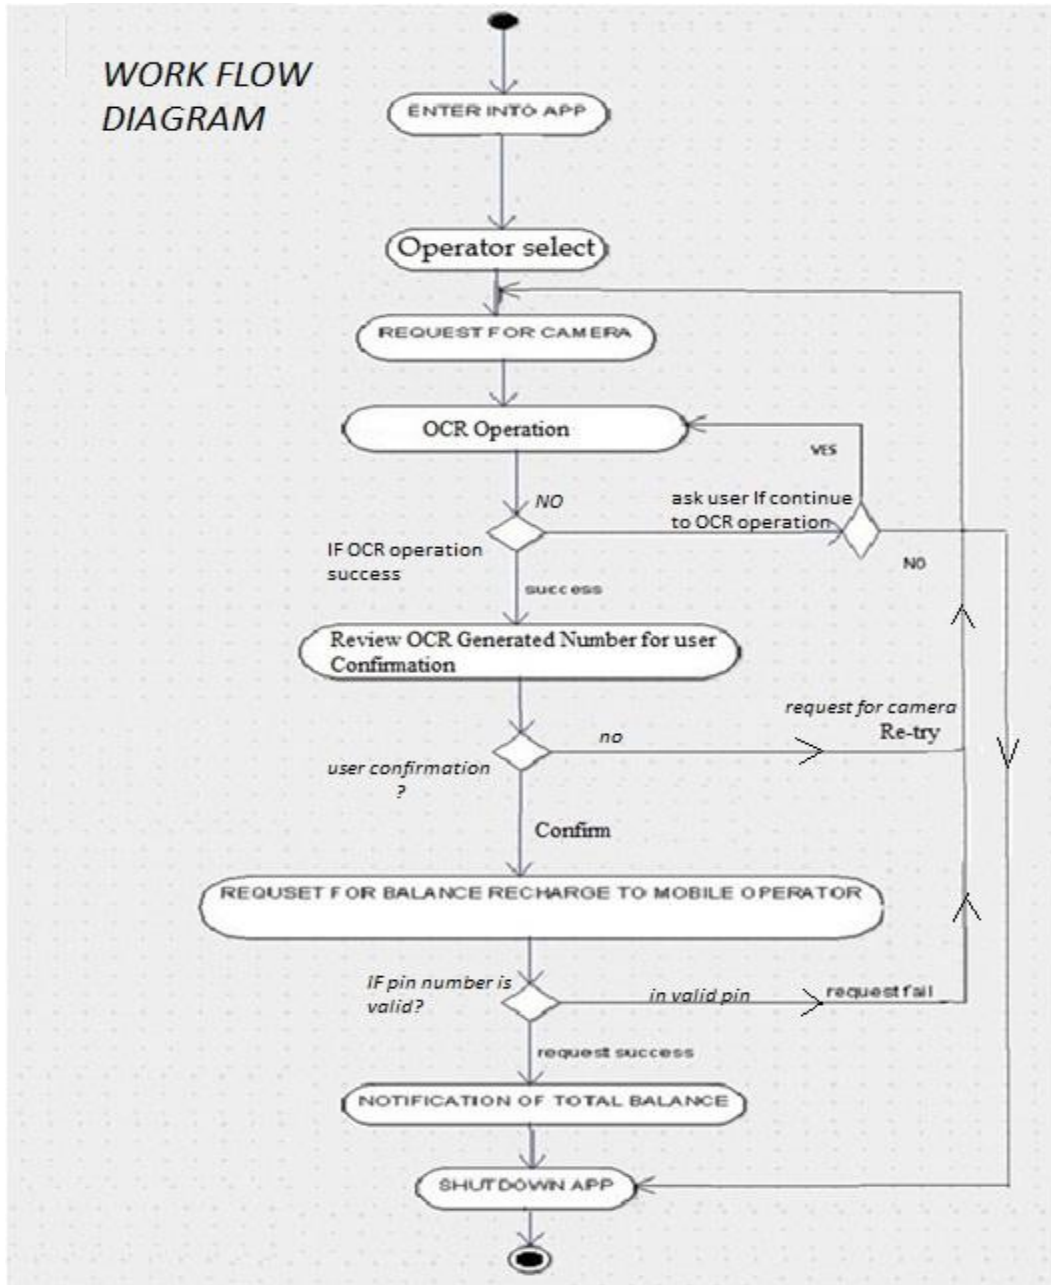 WORK FLOW
DIAGRAM
ENTER INTO APP
Operator select
REQUEST FOR CAMERA
OCR Operation
YES
NO
ask user If continue
to OCR operation
IF OCR operation
success
NO
success
Review OCR Generated Number for user
Confirmation
request for camera
Re-try
no
user confirmation
?
Confirm
REQUSET FOR BALANCE RECHARGE TO MOBILE OPERATOR
IF pin number is
valid?
in valid pin
request fail
request success
NOTIFICATION OF TOTAL BALANCE
SHUTDOWN APP